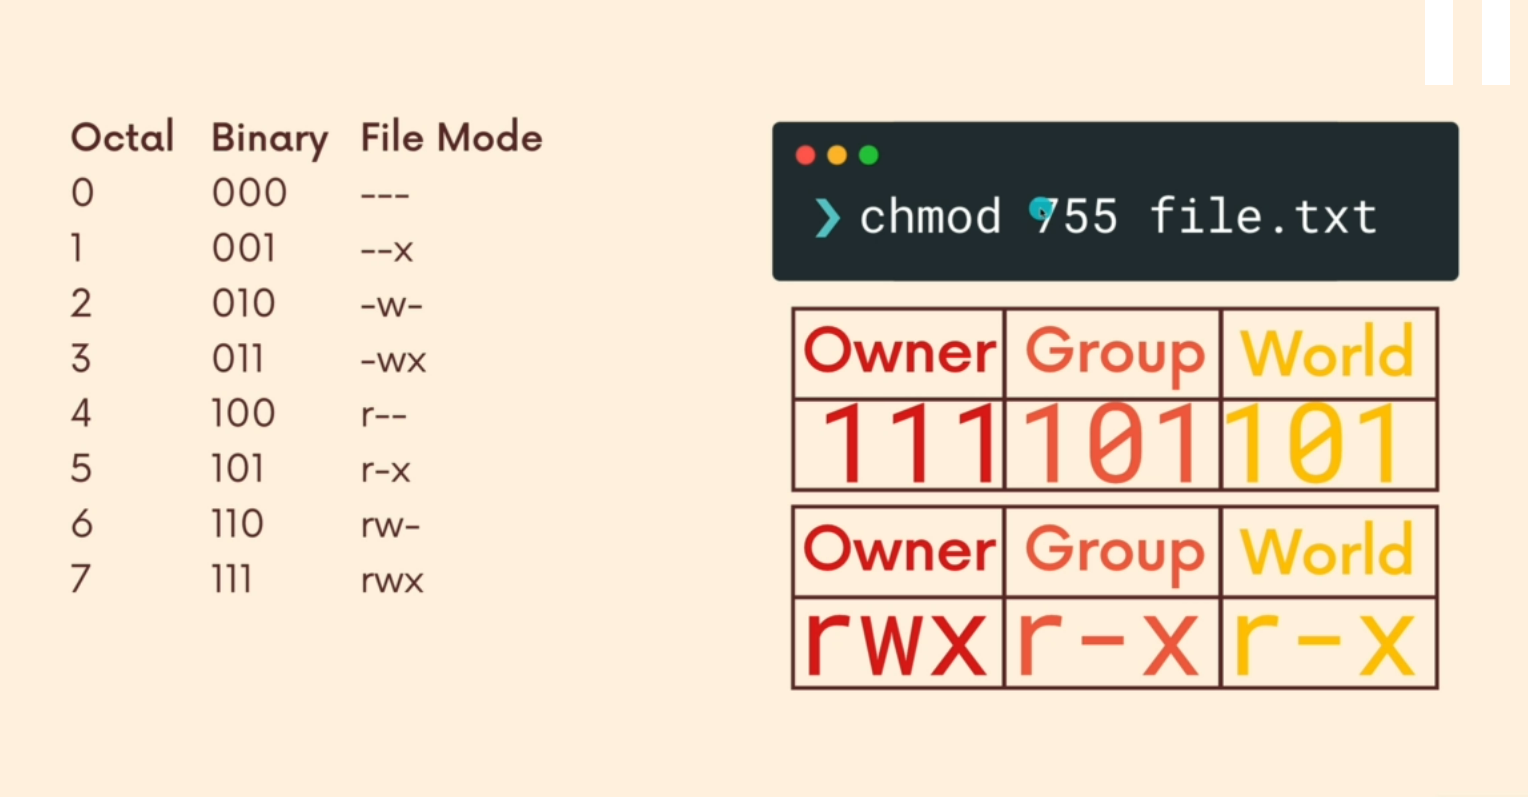 Octal Binary File Mode
0 000 ---
1 001 --x
2 010 -w-
3 011 -wx
4 100 r--
5 101 r-x
6 110 rw-
7 111 rwx
❯ chmod 755 file.txt
Owner Group World
111 101 101
Owner Group World
rwx r-x r-x